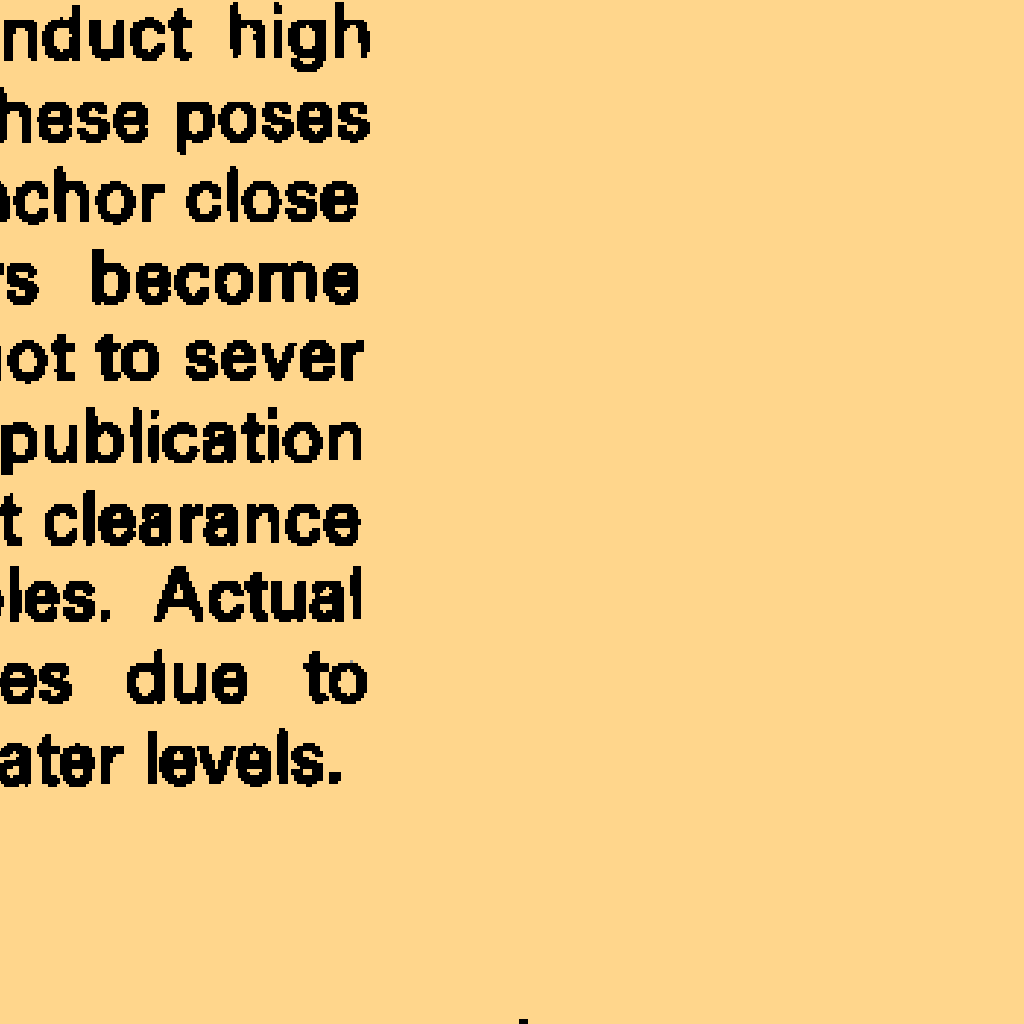 nduct high
hese poses
chor close
rs become
ot to sever
publication
t clearance
les. Actual
es due to
ater levels.